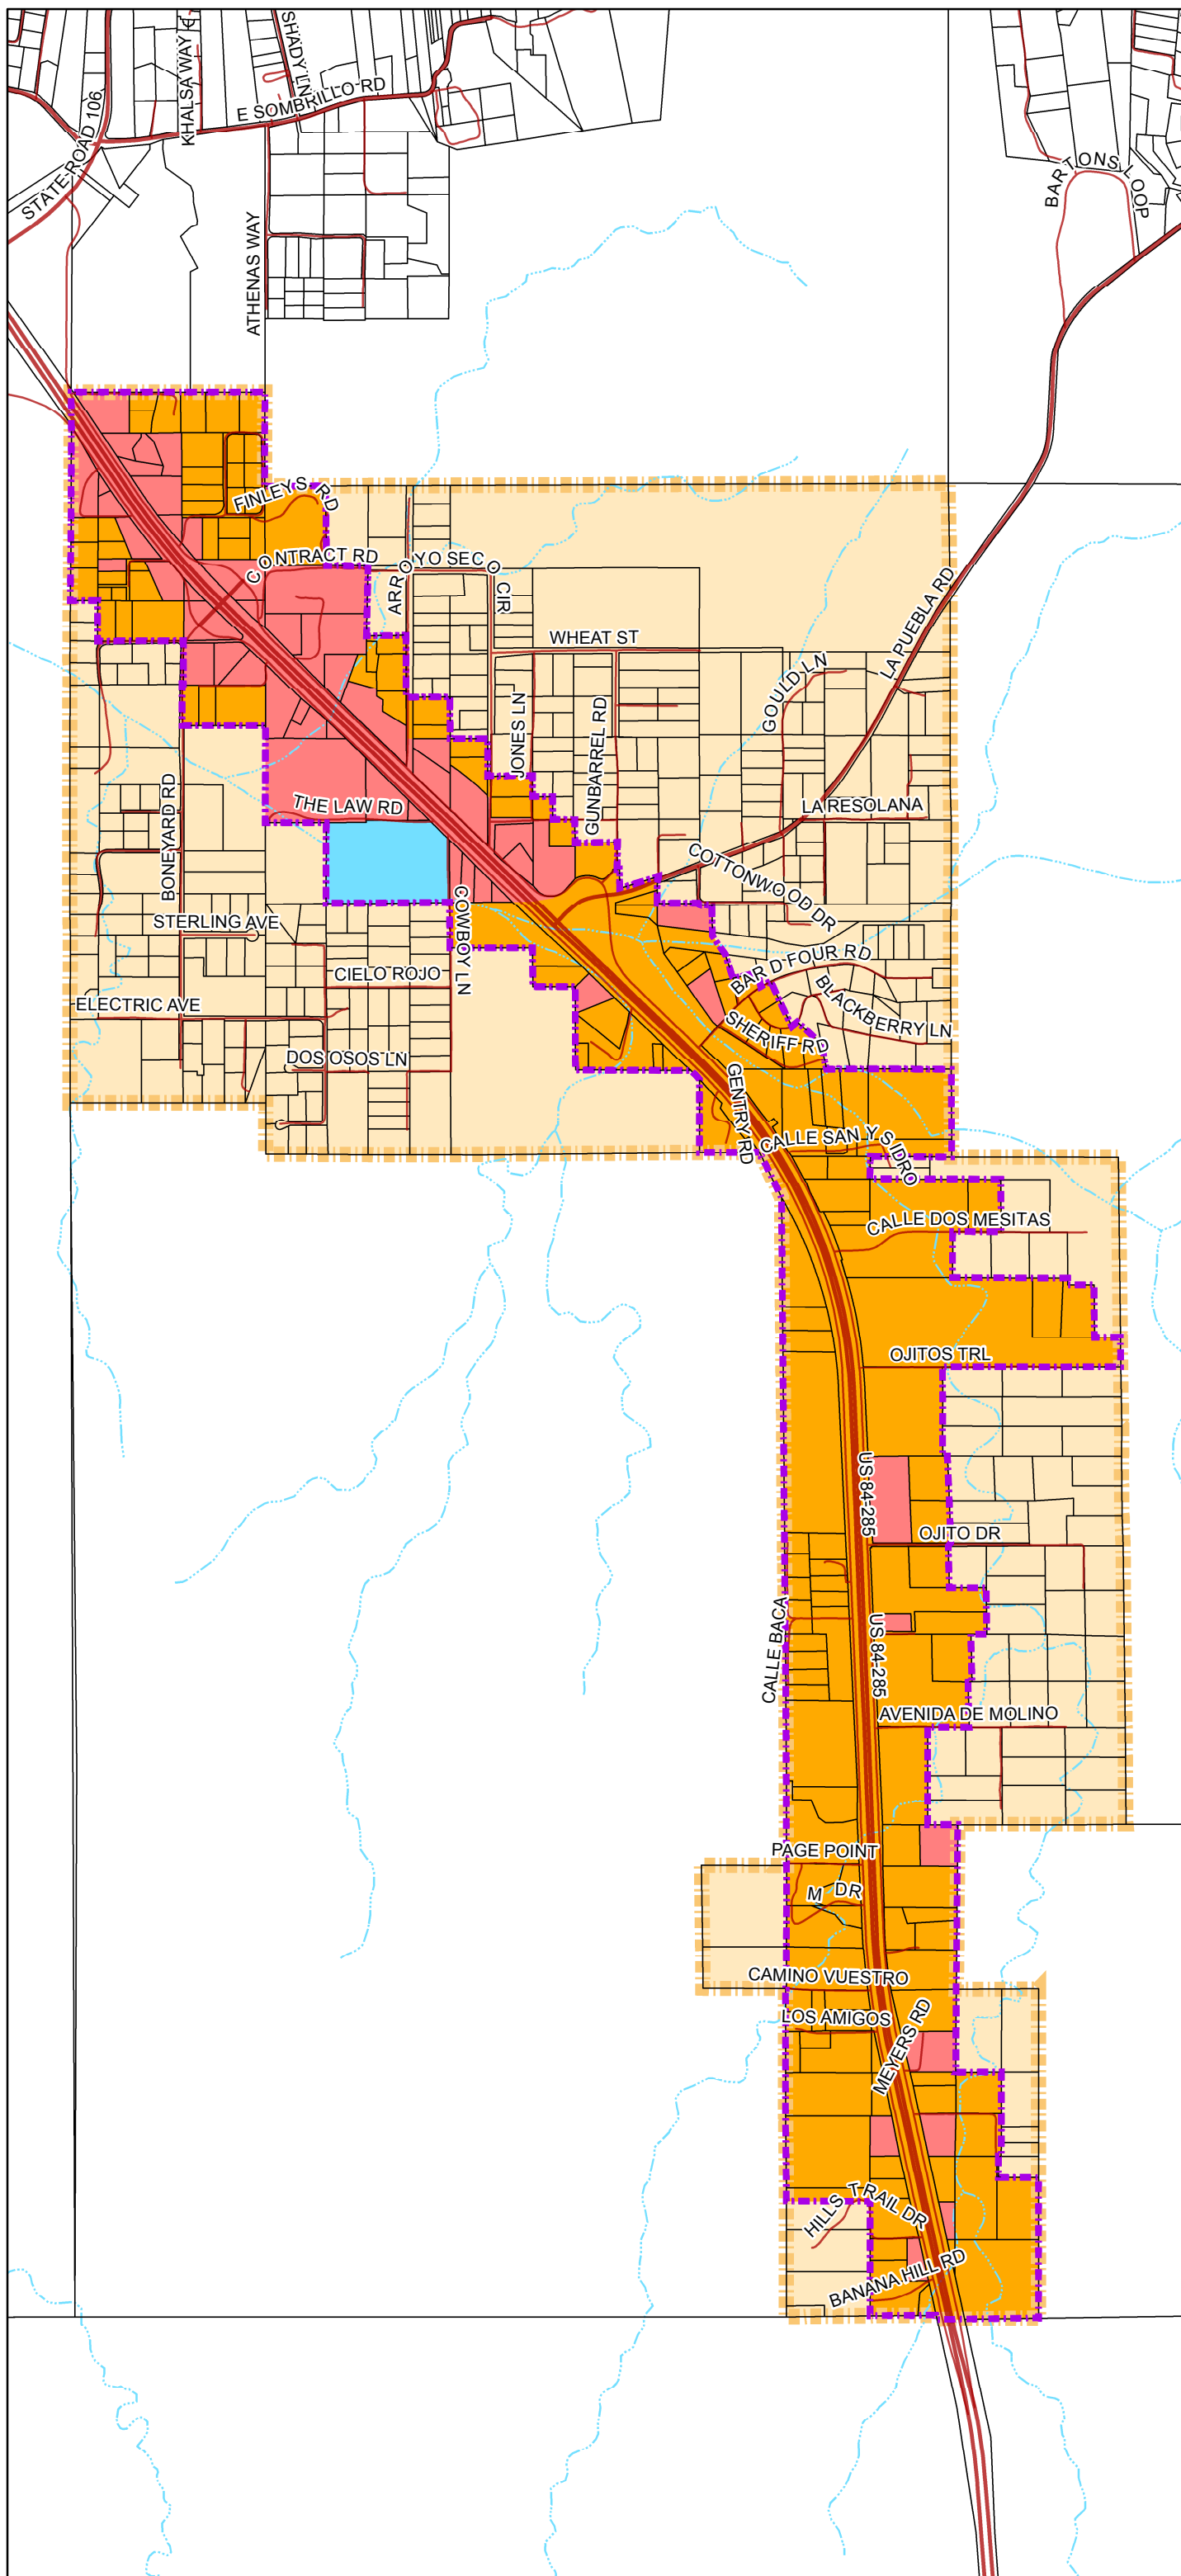 KHALSA WAY
SHADY LN
E SOMBRILLO RD
STATE ROAD 106
BARTONS LOOP
ATHENAS WAY
FINLEYS RD
CONTRACT RD
ARROYO SECO CIR
WHEAT ST
LA PUEBLA RD
GOULD LN
JONES LN
GUNBARREL RD
THE LAW RD
LA RESOLANA
BONEYARD RD
COTTONWOOD DR
STERLING AVE
COWBOY LN
CIELO ROJO
BAR D FOUR RD
ELECTRIC AVE
BLACKBERRY LN
SHERIFF RD
DOS OSOS LN
GENTRY RD
CALLE SAN YSIDRO
CALLE DOS MESITAS
OJITOS TRL
US 84-285
OJITO DR
CALLE BACA
US 84-285
AVENIDA DE MOLINO
PAGE POINT
M DR
CAMINO VUESTRO
LOS AMIGOS
MEYERS RD
HILLS TRAIL DR
BANANA HILL RD